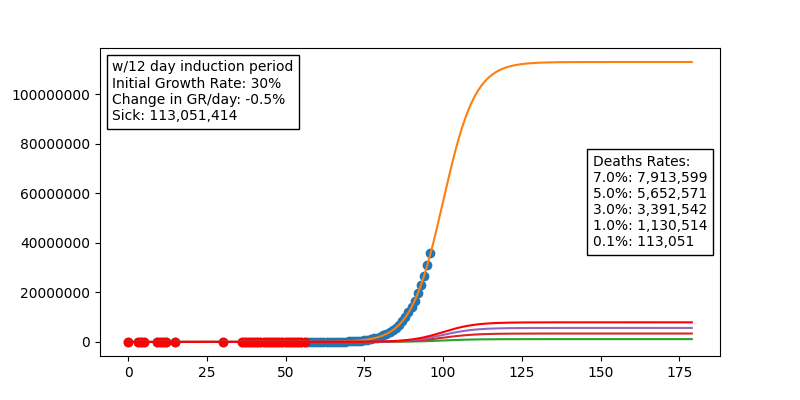 w/12 day induction period
Initial Growth Rate: 30%
Change in GR/day: -0.5%
Sick: 113,051,414
100000000
80000000
60000000
40000000
20000000
0
Deaths Rates:
7.0%: 7,913,599
5.0%: 5,652,571
3.0%: 3,391,542
1.0%: 1,130,514
0.1%: 113,051
0 25 50 75 100 125 150 175